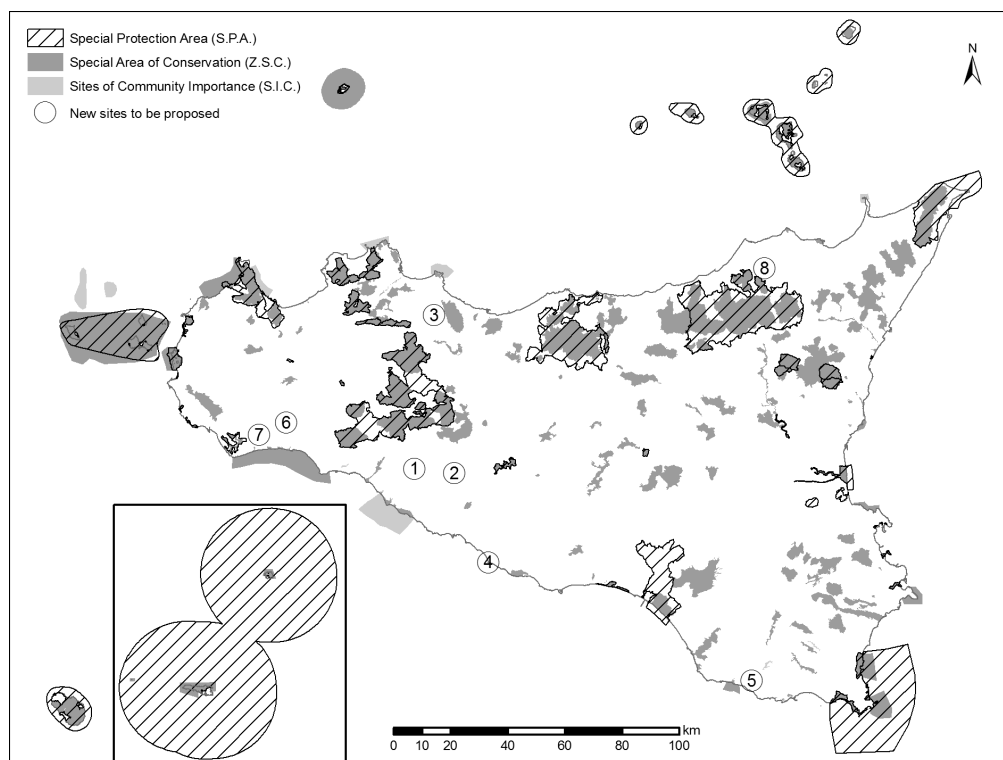 Special Protection Area (S.P.A.)
Special Area of Conservation (Z.S.C.)
Sites of Community Importance (S.I.C.)
New sites to be proposed
N
8
3
6
7
1
2
4
5
km
0 10 20 40 60 80 100